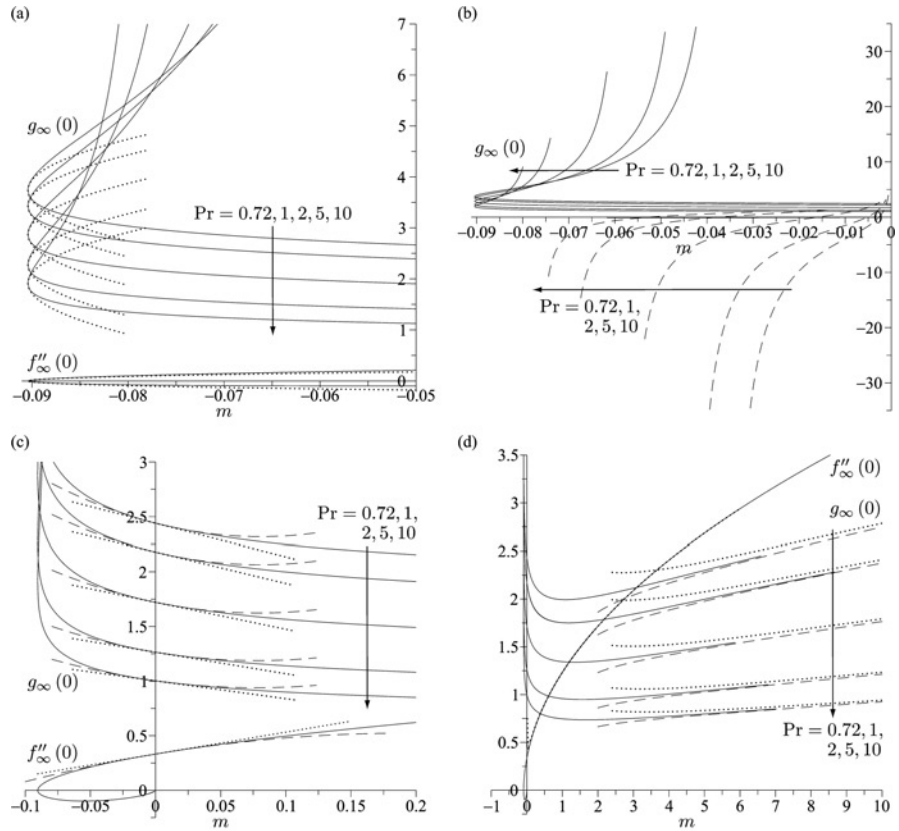 (a)
7
6
5
4
3
2
1
0
g∞(0)
Pr = 0.72, 1, 2, 5, 10
f″∞(0)
−0.09 −0.08 −0.07 −0.06 −0.05
m
(b)
30
20
10
0
−10
−20
−30
g∞(0)
Pr = 0.72, 1, 2, 5, 10
−0.09 −0.08 −0.07 −0.06 −0.05 −0.04 −0.03 −0.02 −0.01 0
m
Pr = 0.72, 1,
2, 5, 10
(c)
3
2.5
2
1.5
1
0.5
0
Pr = 0.72, 1,
2, 5, 10
g∞(0)
f″∞(0)
−0.1 −0.05 0 0.05 0.1 0.15 0.2
m
(d)
3.5
3.0
2.5
2.0
1.5
1.0
0.5
0
f″∞(0)
g∞(0)
Pr = 0.72, 1,
2, 5, 10
−1 0 1 2 3 4 5 6 7 8 9 10
m